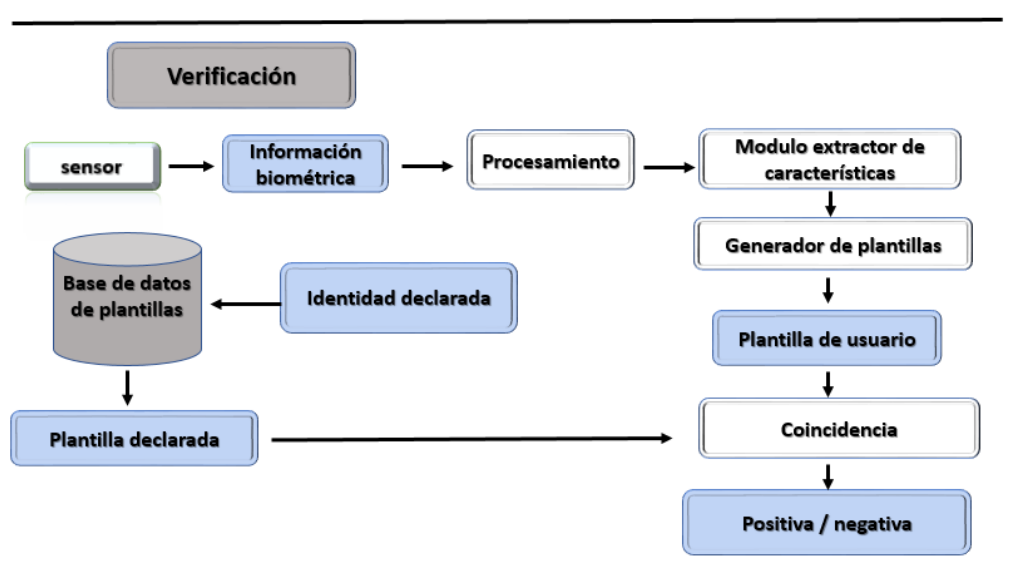 Verificación
sensor
Información
biométrica
Procesamiento
Modulo extractor de
características
Generador de plantillas
Base de datos
de plantillas
Identidad declarada
Plantilla de usuario
Plantilla declarada
Coincidencia
Positiva / negativa